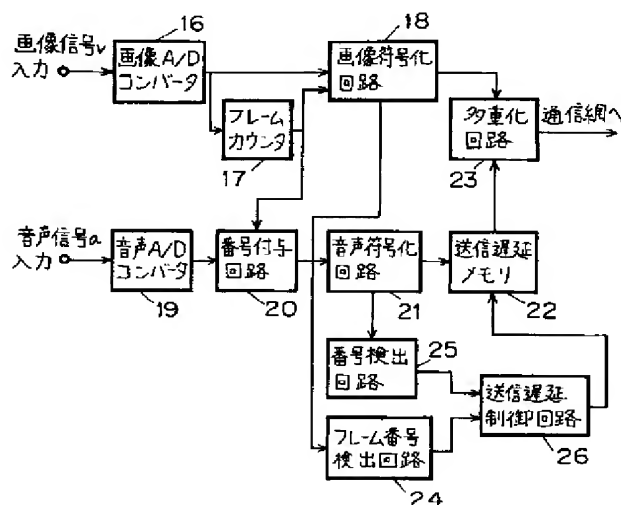 画像信号v
入力
16
画像A/D
コンバータ
18
画像符号化
回路
フレーム
カウンタ
17
多重化
回路
23
通信網へ
音声信号a
入力
音声A/D
コンバータ
19
番号付与
回路
20
音声符号化
回路
21
送信遅延
メモリ
22
番号検出
回路
25
フレーム番号
検出回路
24
送信遅延
制御回路
26